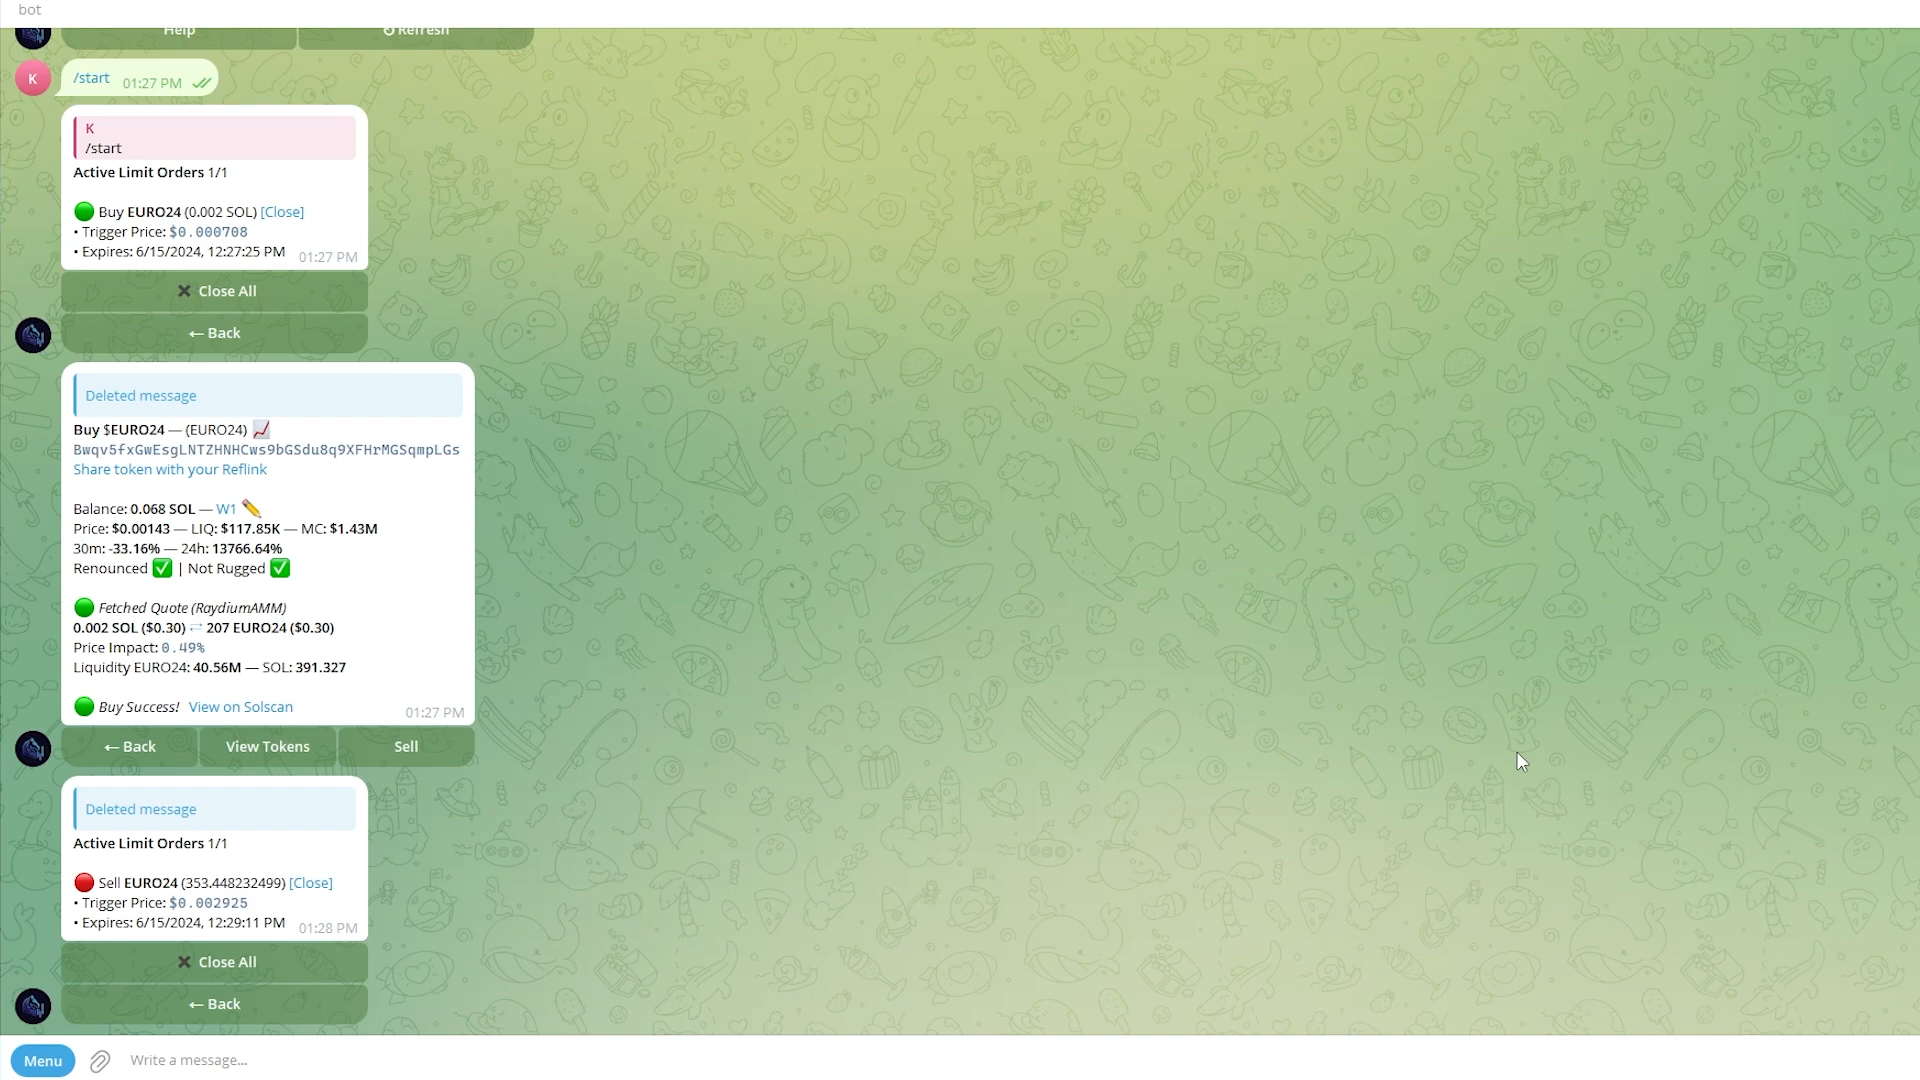 bot
Help
Refresh
K
/start 01:27 PM
K
/start
Active Limit Orders 1/1
Buy EURO24 (0.002 SOL) [Close]
• Trigger Price: $0.000708
• Expires: 6/15/2024, 12:27:25 PM 01:27 PM
Close All
← Back
Deleted message
Buy $EURO24 — (EURO24)
Bwqv5fxGwEsgLNTZHNHCws9bGSdu8q9XFHrMGSqmpLGs
Share token with your Reflink
Balance: 0.068 SOL — W1
Price: $0.00143 — LIQ: $117.85K — MC: $1.43M
30m: -33.16% — 24h: 13766.64%
Renounced ✅ | Not Rugged ✅
Fetched Quote (RaydiumAMM)
0.002 SOL ($0.30) ⇄ 207 EURO24 ($0.30)
Price Impact: 0.49%
Liquidity EURO24: 40.56M — SOL: 391.327
Buy Success! View on Solscan
01:27 PM
← Back
View Tokens
Sell
Deleted message
Active Limit Orders 1/1
Sell EURO24 (353.448232499) [Close]
• Trigger Price: $0.002925
• Expires: 6/15/2024, 12:29:11 PM 01:28 PM
Close All
← Back
Menu
Write a message...